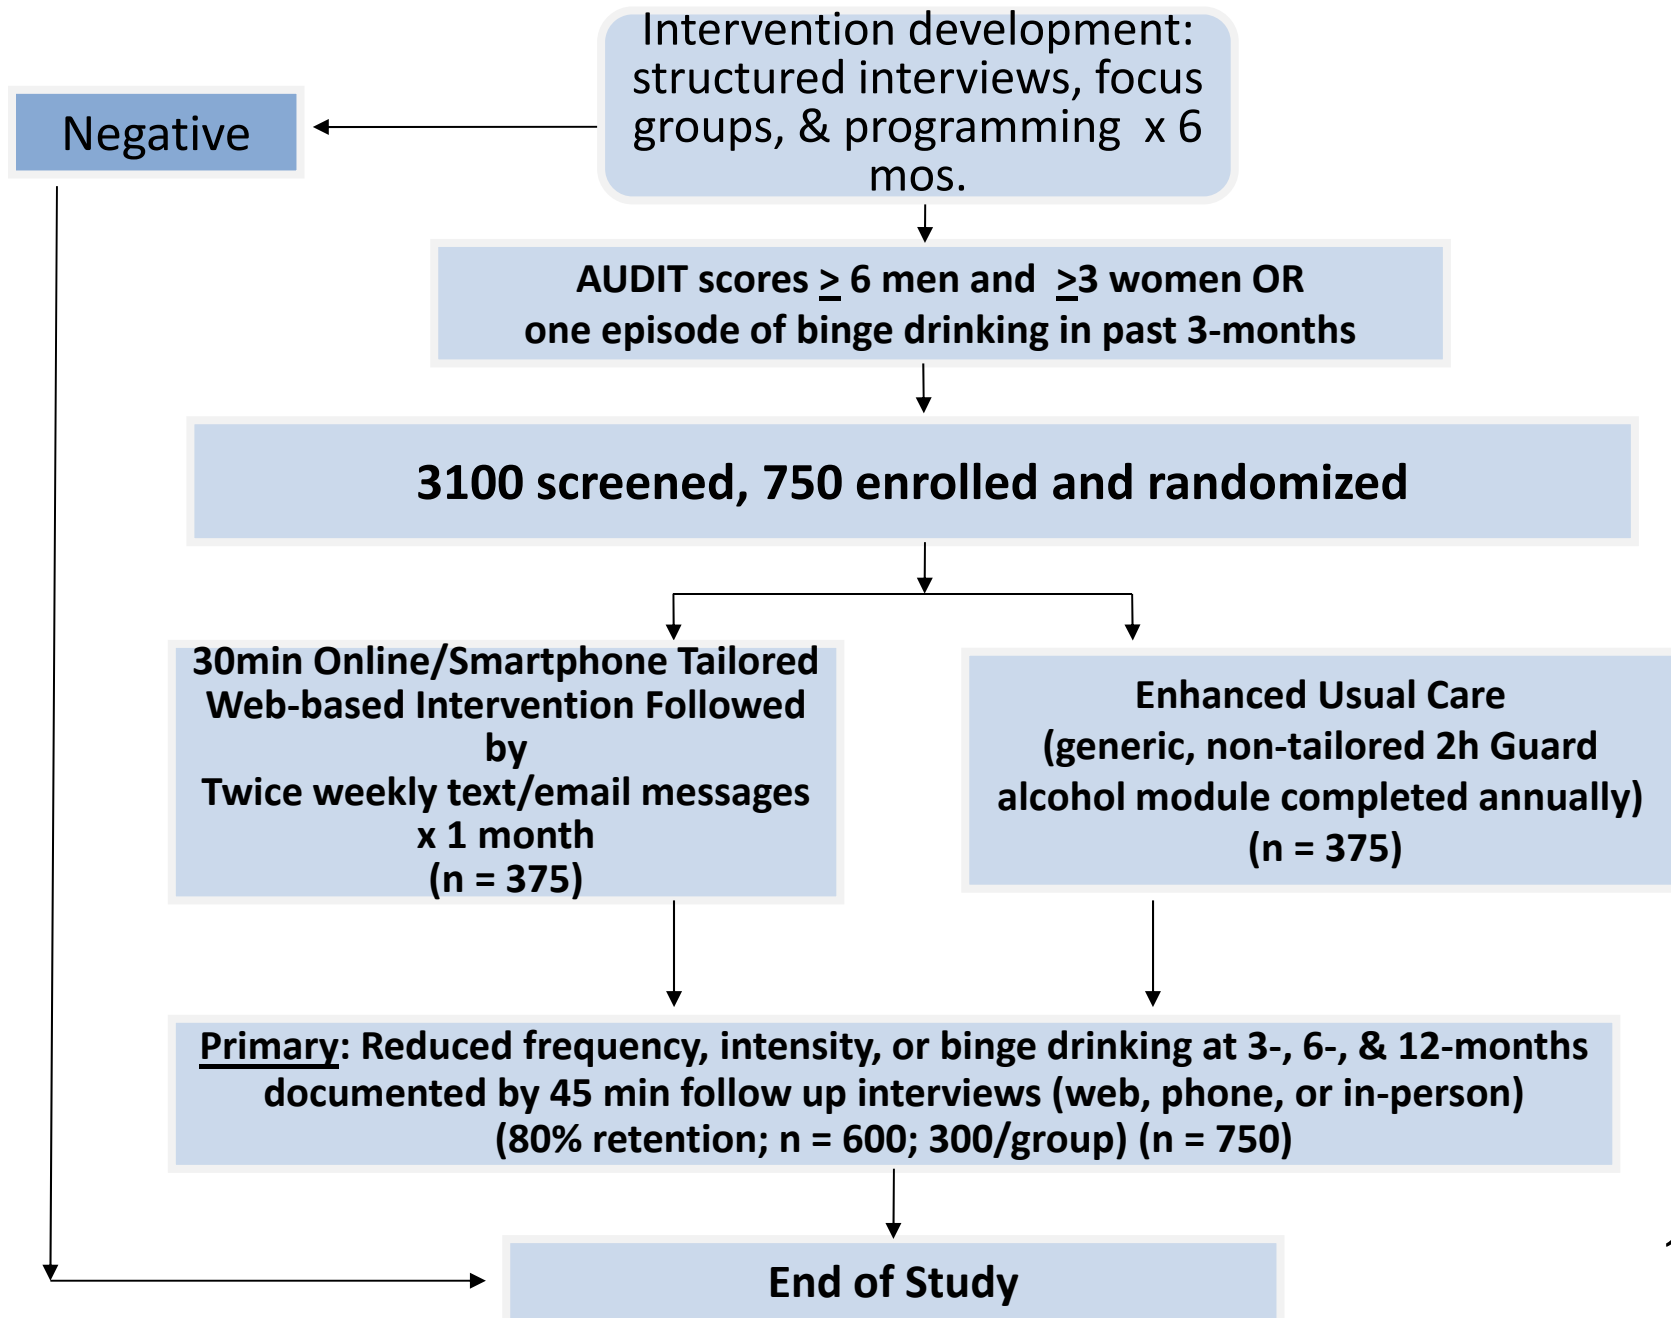 Intervention development:
structured interviews, focus
groups, & programming x 6
mos.
Negative
AUDIT scores > 6 men and >3 women OR
one episode of binge drinking in past 3-months
3100 screened, 750 enrolled and randomized
30min Online/Smartphone Tailored
Web-based Intervention Followed
by
Twice weekly text/email messages
x 1 month
(n = 375)
Enhanced Usual Care
(generic, non-tailored 2h Guard
alcohol module completed annually)
(n = 375)
Primary: Reduced frequency, intensity, or binge drinking at 3-, 6-, & 12-months
documented by 45 min follow up interviews (web, phone, or in-person)
(80% retention; n = 600; 300/group) (n = 750)
End of Study